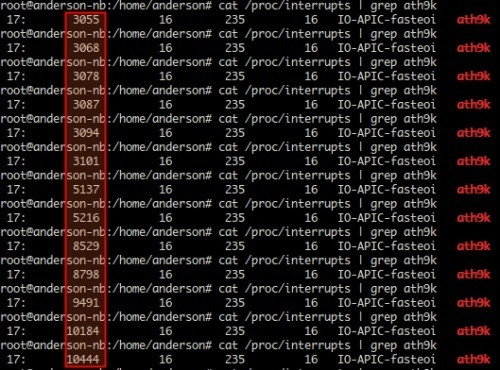 root@anderson-nb:/home/anderson# cat /proc/interrupts | grep ath9k
17: 3055 16 235 16 IO-APIC-fasteoi ath9k
root@anderson-nb:/home/anderson# cat /proc/interrupts | grep ath9k
17: 3068 16 235 16 IO-APIC-fasteoi ath9k
root@anderson-nb:/home/anderson# cat /proc/interrupts | grep ath9k
17: 3078 16 235 16 IO-APIC-fasteoi ath9k
root@anderson-nb:/home/anderson# cat /proc/interrupts | grep ath9k
17: 3087 16 235 16 IO-APIC-fasteoi ath9k
root@anderson-nb:/home/anderson# cat /proc/interrupts | grep ath9k
17: 3094 16 235 16 IO-APIC-fasteoi ath9k
root@anderson-nb:/home/anderson# cat /proc/interrupts | grep ath9k
17: 3101 16 235 16 IO-APIC-fasteoi ath9k
root@anderson-nb:/home/anderson# cat /proc/interrupts | grep ath9k
17: 5137 16 235 16 IO-APIC-fasteoi ath9k
root@anderson-nb:/home/anderson# cat /proc/interrupts | grep ath9k
17: 5216 16 235 16 IO-APIC-fasteoi ath9k
root@anderson-nb:/home/anderson# cat /proc/interrupts | grep ath9k
17: 8529 16 235 16 IO-APIC-fasteoi ath9k
root@anderson-nb:/home/anderson# cat /proc/interrupts | grep ath9k
17: 8798 16 235 16 IO-APIC-fasteoi ath9k
root@anderson-nb:/home/anderson# cat /proc/interrupts | grep ath9k
17: 9491 16 235 16 IO-APIC-fasteoi ath9k
root@anderson-nb:/home/anderson# cat /proc/interrupts | grep ath9k
17: 10184 16 235 16 IO-APIC-fasteoi ath9k
root@anderson-nb:/home/anderson# cat /proc/interrupts | grep ath9k
17: 10444 16 235 16 IO-APIC-fasteoi ath9k